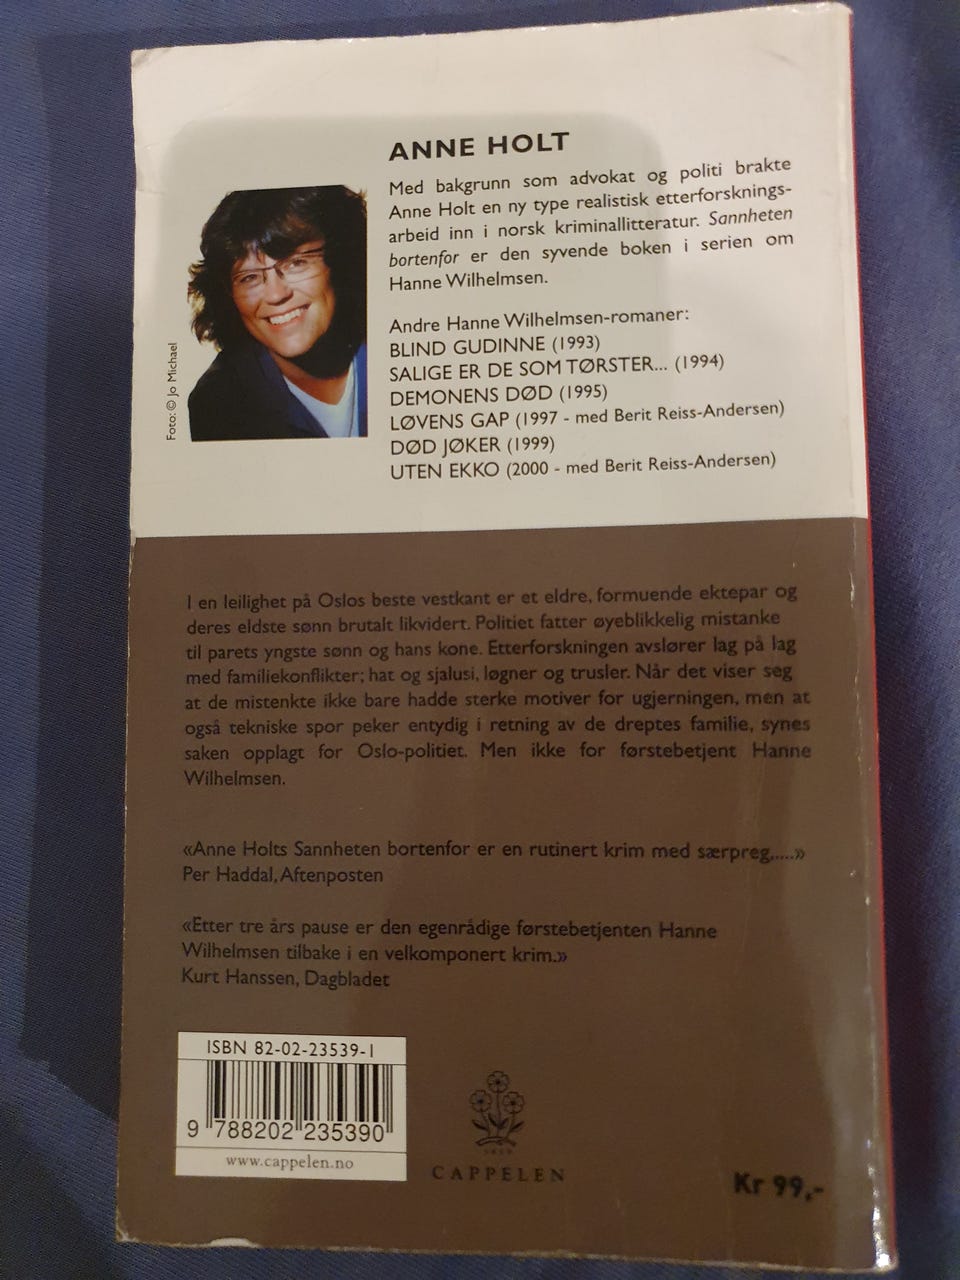 ANNE HOLT
Med bakgrunn som advokat og politi brakte
Anne Holt en ny type realistisk etterforsknings-
arbeid inn i norsk kriminallitteratur. Sannheten
bortenfor er den syvende boken i serien om
Hanne Wilhelmsen.
Foto: © Jo Michael
Andre Hanne Wilhelmsen-romaner:
BLIND GUDINNE (1993)
SALIGE ER DE SOM TØRSTER... (1994)
DEMONENS DØD (1995)
LØVENS GAP (1997 - med Berit Reiss-Andersen)
DØD JØKER (1999)
UTEN EKKO (2000 - med Berit Reiss-Andersen)
I en leilighet på Oslos beste vestkant er et eldre, formuende ektepar og
deres eldste sønn brutalt likvidert. Politiet fatter øyeblikkelig mistanke
til parets yngste sønn og hans kone. Etterforskningen avslører lag på lag
med familiekonflikter; hat og sjalusi, løgner og trusler. Når det viser seg
at de mistenkte ikke bare hadde sterke motiver for ugjerningen, men at
også tekniske spor peker entydig i retning av de dreptes familie, synes
saken opplagt for Oslo-politiet. Men ikke for førstebetjent Hanne
Wilhelmsen.
«Anne Holts Sannheten bortenfor er en rutinert krim med særpreg,....»
Per Haddal, Aftenposten
«Etter tre års pause er den egenrådige førstebetjenten Hanne
Wilhelmsen tilbake i en velkomponert krim.»
Kurt Hanssen, Dagbladet
ISBN 82-02-23539-1
9 788202 235390
www.cappelen.no
CAPPELEN
Kr 99,-